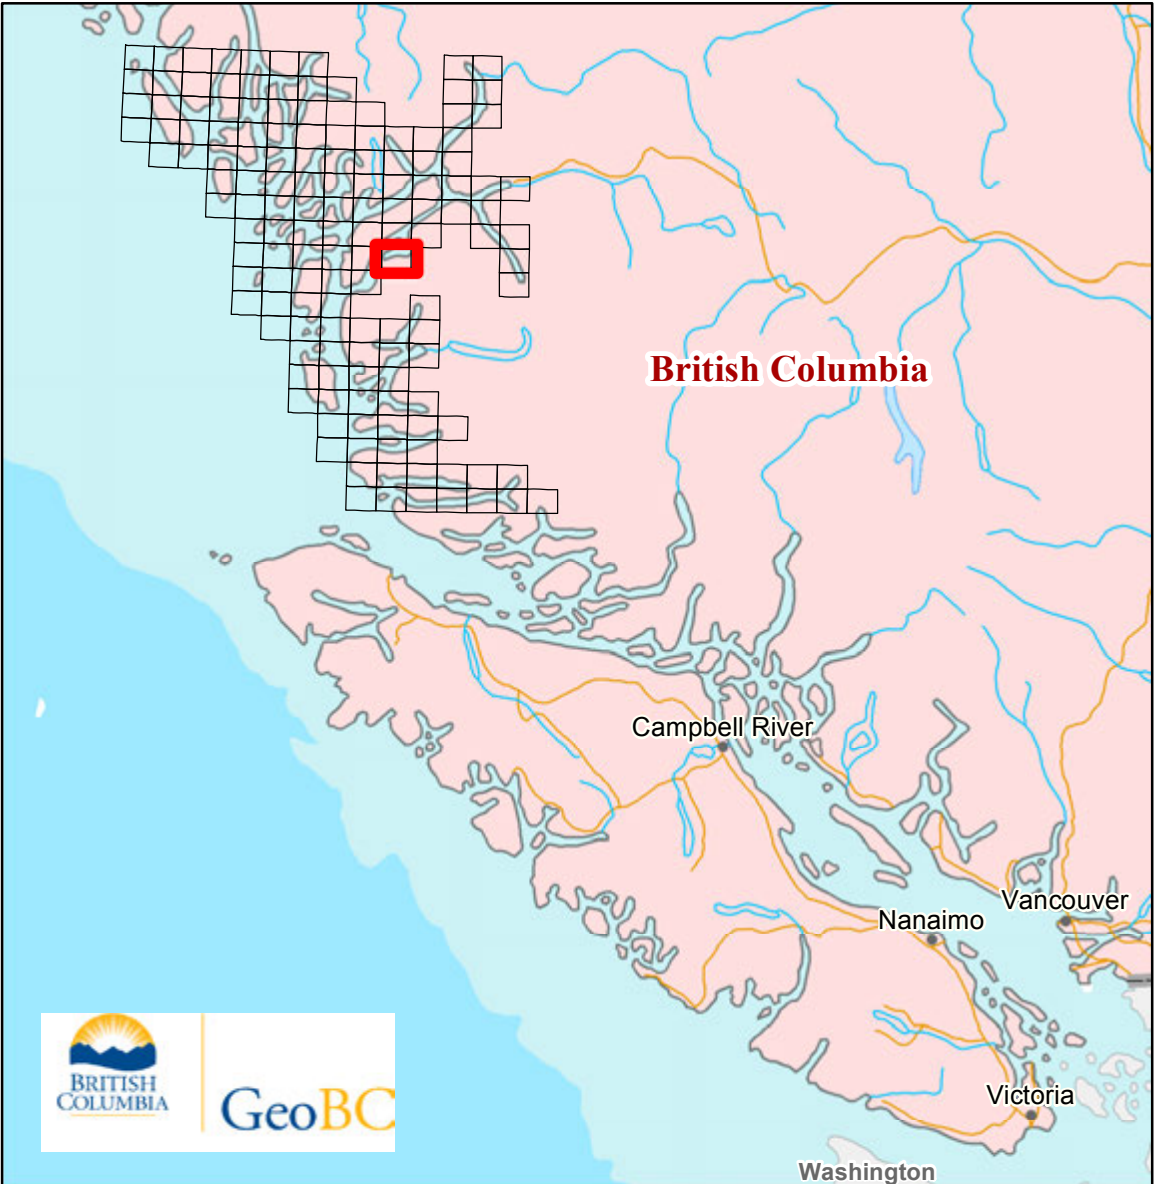 British Columbia
Campbell River
Vancouver
Nanaimo
BRITISH
COLUMBIA
GeoBC
Victoria
Washington